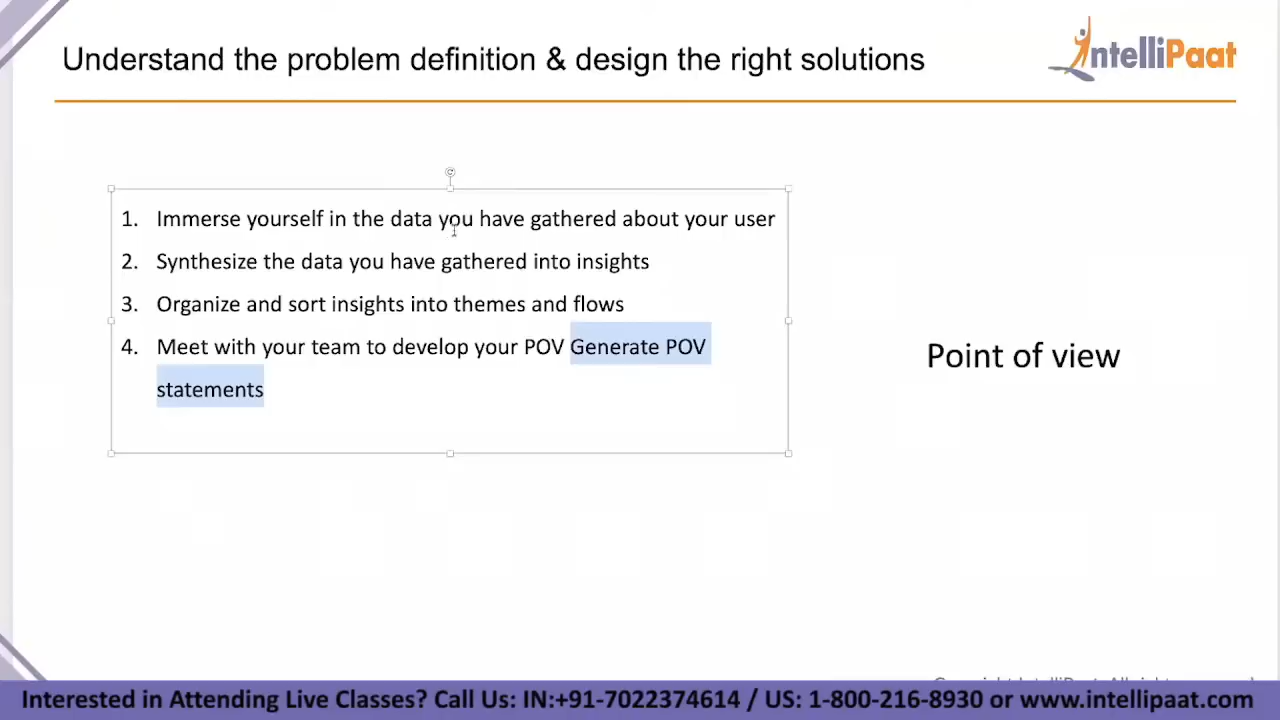 Understand the problem definition & design the right solutions
IntelliPaat
1. Immerse yourself in the data you have gathered about your user
2. Synthesize the data you have gathered into insights
3. Organize and sort insights into themes and flows
4. Meet with your team to develop your POV Generate POV
statements
Point of view
Interested in Attending Live Classes? Call Us: IN:+91-7022374614 / US: 1-800-216-8930 or www.intellipaat.com